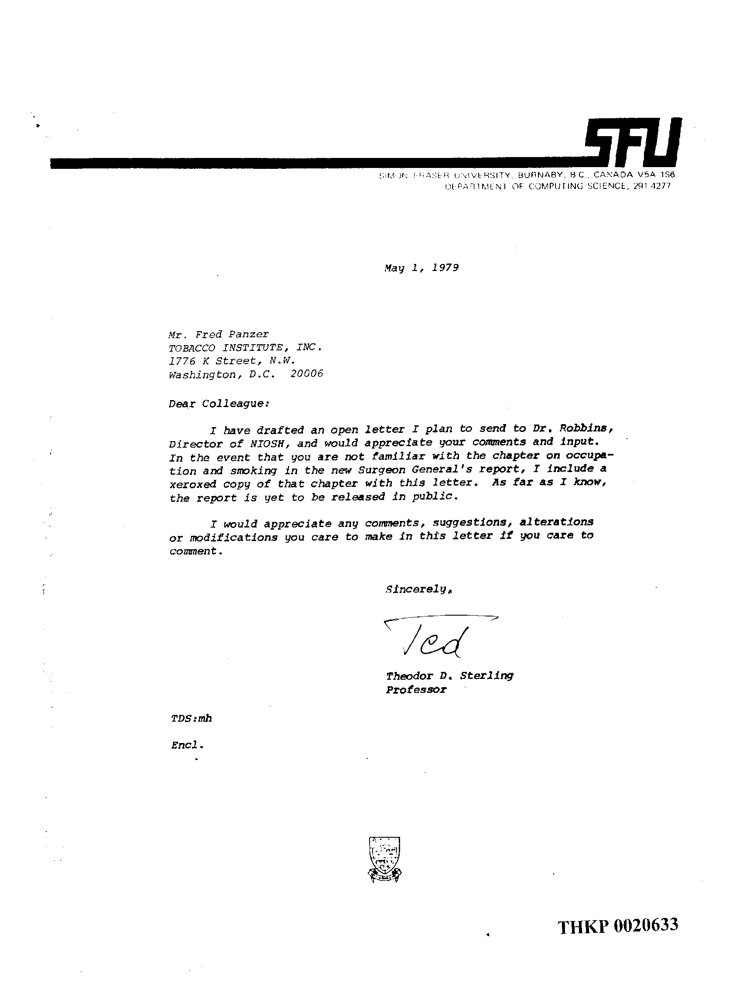 SFU
SIMON FRASER UNIVERSITY, BURNABY, B.C., CANADA V5A 1S6
DEPARTMENT OF COMPUTING SCIENCE, 291-4277
May 1, 1979
Mr. Fred Panzer
TOBACCO INSTITUTE, INC.
1776 K Street, N.W.
Washington, D.C. 20006
Dear Colleague:
I have drafted an open letter I plan to send to Dr. Robbins,
Director of NIOSH, and would appreciate your comments and input.
In the event that you are not familiar with the chapter on occupa-
tion and smoking in the new Surgeon General's report, I include a
xeroxed copy of that chapter with this letter. As far as I know,
the report is yet to be released in public.
I would appreciate any comments, suggestions, alterations
or modifications you care to make in this letter if you care to
comment.
Sincerely,
Ted
Theodor D. Sterling
Professor
TDS:mh
Encl.
THKP 0020633